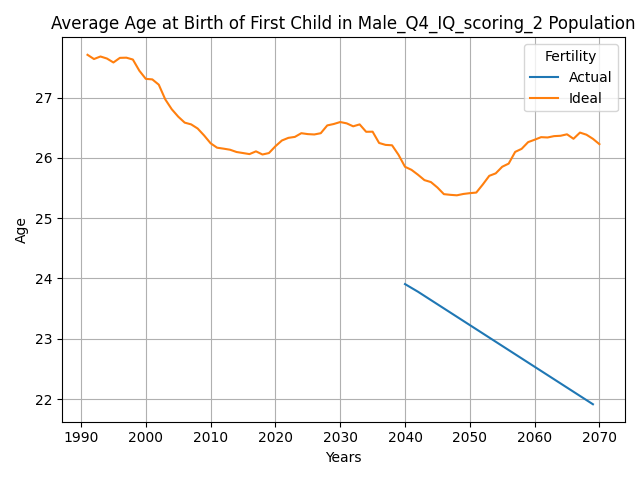 Average Age at Birth of First Child in Male_Q4_IQ_scoring_2 Population
Fertility
Actual
Ideal
27
26
25
24
23
22
Age
1990 2000 2010 2020 2030 2040 2050 2060 2070
Years